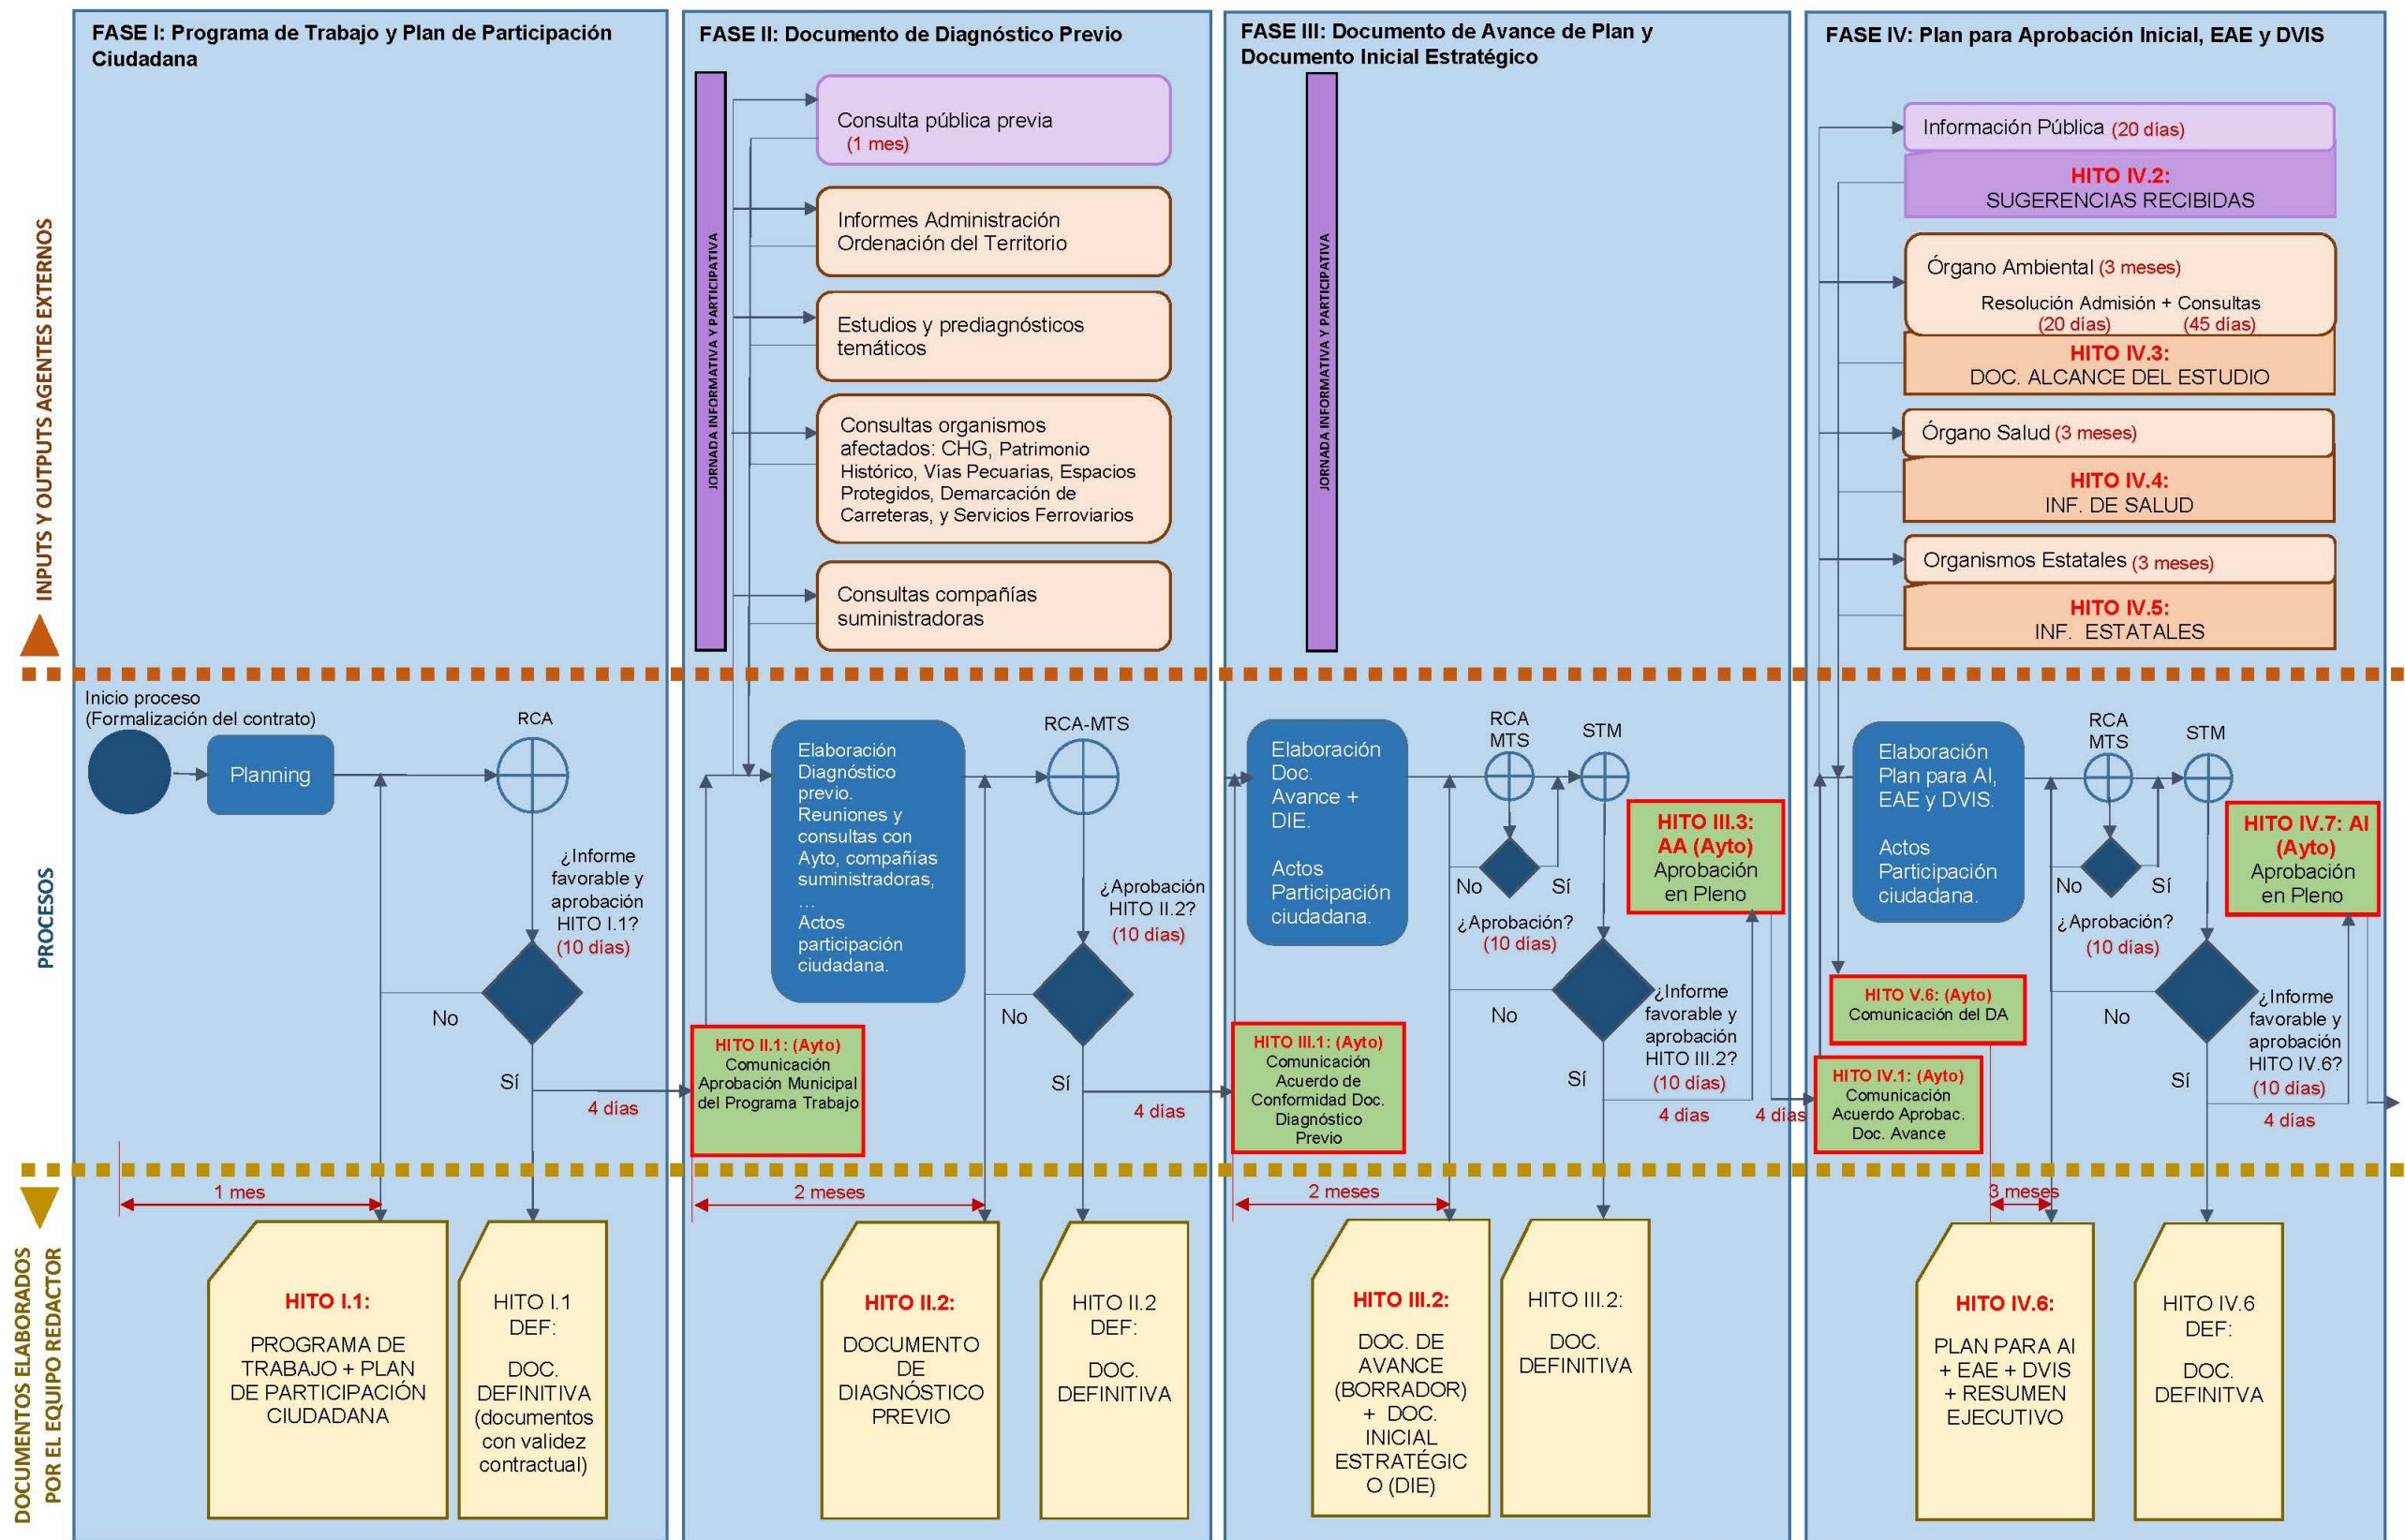 INPUTS Y OUTPUTS AGENTES EXTERNOS
PROCESOS
DOCUMENTOS ELABORADOS
POR EL EQUIPO REDACTOR
FASE I: Programa de Trabajo y Plan de Participación
Ciudadana
Inicio proceso
(Formalización del contrato)
Planning
RCA
¿Informe
favorable y
aprobación
HITO I.1?
(10 días)
No
Sí
4 días
1 mes
HITO I.1:
PROGRAMA DE
TRABAJO + PLAN
DE PARTICIPACIÓN
CIUDADANA
HITO I.1
DEF:
DOC.
DEFINITIVA
(documentos
con validez
contractual)
FASE II: Documento de Diagnóstico Previo
JORNADA INFORMATIVA Y PARTICIPATIVA
Consulta pública previa
(1 mes)
Informes Administración
Ordenación del Territorio
Estudios y prediagnósticos
temáticos
Consultas organismos
afectados: CHG, Patrimonio
Histórico, Vías Pecuarias, Espacios
Protegidos, Demarcación de
Carreteras, y Servicios Ferroviarios
Consultas compañías
suministradoras
Elaboración
Diagnóstico
previo.
Reuniones y
consultas con
Ayto, compañías
suministradoras,
...
Actos
participación
ciudadana.
RCA-MTS
¿Aprobación
HITO II.2?
(10 días)
No
Sí
HITO II.1: (Ayto)
Comunicación
Aprobación Municipal
del Programa Trabajo
4 días
2 meses
HITO II.2:
DOCUMENTO
DE
DIAGNÓSTICO
PREVIO
HITO II.2
DEF:
DOC.
DEFINITIVA
FASE III: Documento de Avance de Plan y
Documento Inicial Estratégico
JORNADA INFORMATIVA Y PARTICIPATIVA
Elaboración
Doc.
Avance +
DIE.
Actos
Participación
ciudadana.
RCA
MTS
STM
No
Sí
¿Aprobación?
(10 días)
HITO III.3:
AA (Ayto)
Aprobación
en Pleno
No
¿Informe
favorable y
aprobación
HITO III.2?
(10 días)
Sí
4 días
4 días
HITO III.1: (Ayto)
Comunicación
Acuerdo de
Conformidad Doc.
Diagnóstico
Previo
2 meses
HITO III.2:
DOC. DE
AVANCE
(BORRADOR)
+ DOC.
INICIAL
ESTRATÉGIC
O (DIE)
HITO III.2:
DOC.
DEFINITIVA
FASE IV: Plan para Aprobación Inicial, EAE y DVIS
Información Pública (20 días)
HITO IV.2:
SUGERENCIAS RECIBIDAS
Órgano Ambiental (3 meses)
Resolución Admisión + Consultas
(20 días) (45 días)
HITO IV.3:
DOC. ALCANCE DEL ESTUDIO
Órgano Salud (3 meses)
HITO IV.4:
INF. DE SALUD
Organismos Estatales (3 meses)
HITO IV.5:
INF. ESTATALES
Elaboración
Plan para AI,
EAE y DVIS.
Actos
Participación
ciudadana.
RCA
MTS
STM
No
Sí
¿Aprobación?
(10 días)
HITO IV.7: AI
(Ayto)
Aprobación
en Pleno
HITO V.6: (Ayto)
Comunicación del DA
No
¿Informe
favorable y
aprobación
HITO IV.6?
(10 días)
Sí
4 días
HITO IV.1: (Ayto)
Comunicación
Acuerdo Aprobac.
Doc. Avance
3 meses
HITO IV.6:
PLAN PARA AI
+ EAE + DVIS
+ RESUMEN
EJECUTIVO
HITO IV.6
DEF:
DOC.
DEFINITVA